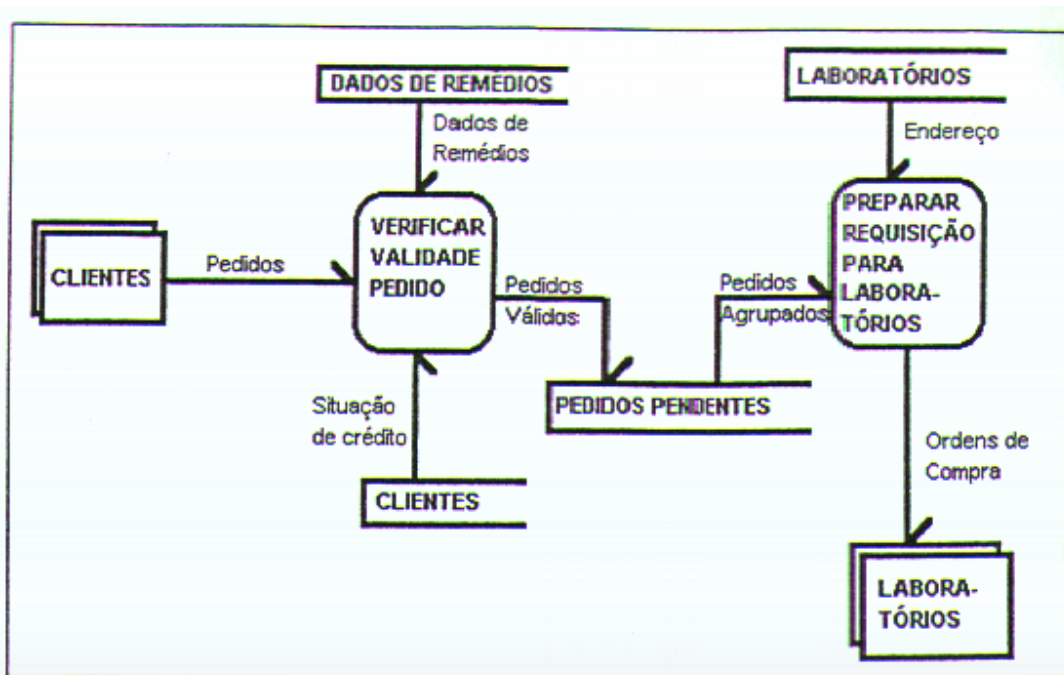 DADOS DE REMÉDIOS
LABORATÓRIOS
Dados de
Remédios
Endereço
CLIENTES
Pedidos
VERIFICAR
VALIDADE
PEDIDO
Pedidos
Válidos
Pedidos
Agrupados
PREPARAR
REQUISIÇÃO
PARA
LABORA-
TÓRIOS
PEDIDOS PENDENTES
Situação
de crédito
CLIENTES
Ordens de
Compra
LABORA-
TÓRIOS